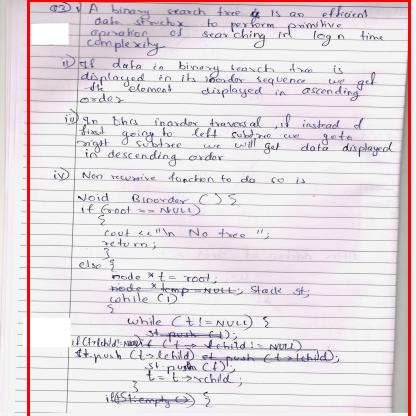 Q3) i) A binary search tree is an efficient
data structure to perform primitive
operation of searching in log n time
complexity
ii) If data in binary search tree is
displayed in its inorder sequence we get
the element displayed in ascending
order
iii) In this inorder traversal, if instead of
first going to left subtree we go to
right subtree we will get data displayed
in descending order
iv) Non recursive function to do so is
void Binorder () {
if (root == NULL)
{
cout << "\n No tree ";
return;
}
else {
node *t = root;
node *temp = NULL; Stack st;
while (1)
{
while (t != NULL) {
st.push (t);
if (t->lchild != NULL) if (t -> lchild != NULL)
st.push (t->lchild) st.push (t->lchild);
st.push (t);
t = t -> rchild;
}
if (St.empty ()) {